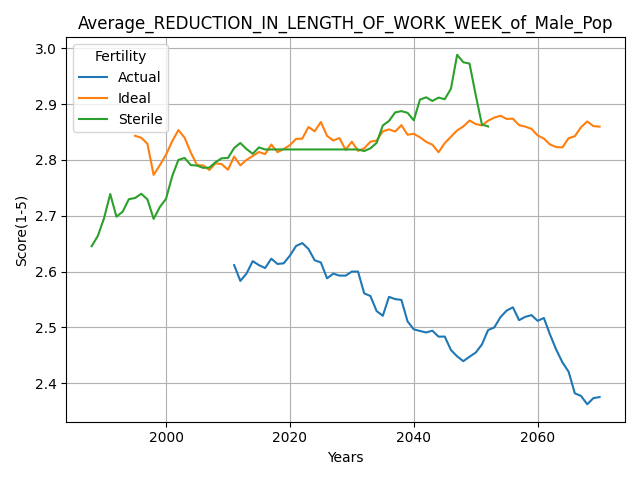 Average_REDUCTION_IN_LENGTH_OF_WORK_WEEK_of_Male_Pop
Fertility
Actual
Ideal
Sterile
Score(1-5)
3.0
2.9
2.8
2.7
2.6
2.5
2.4
2000 2020 2040 2060
Years